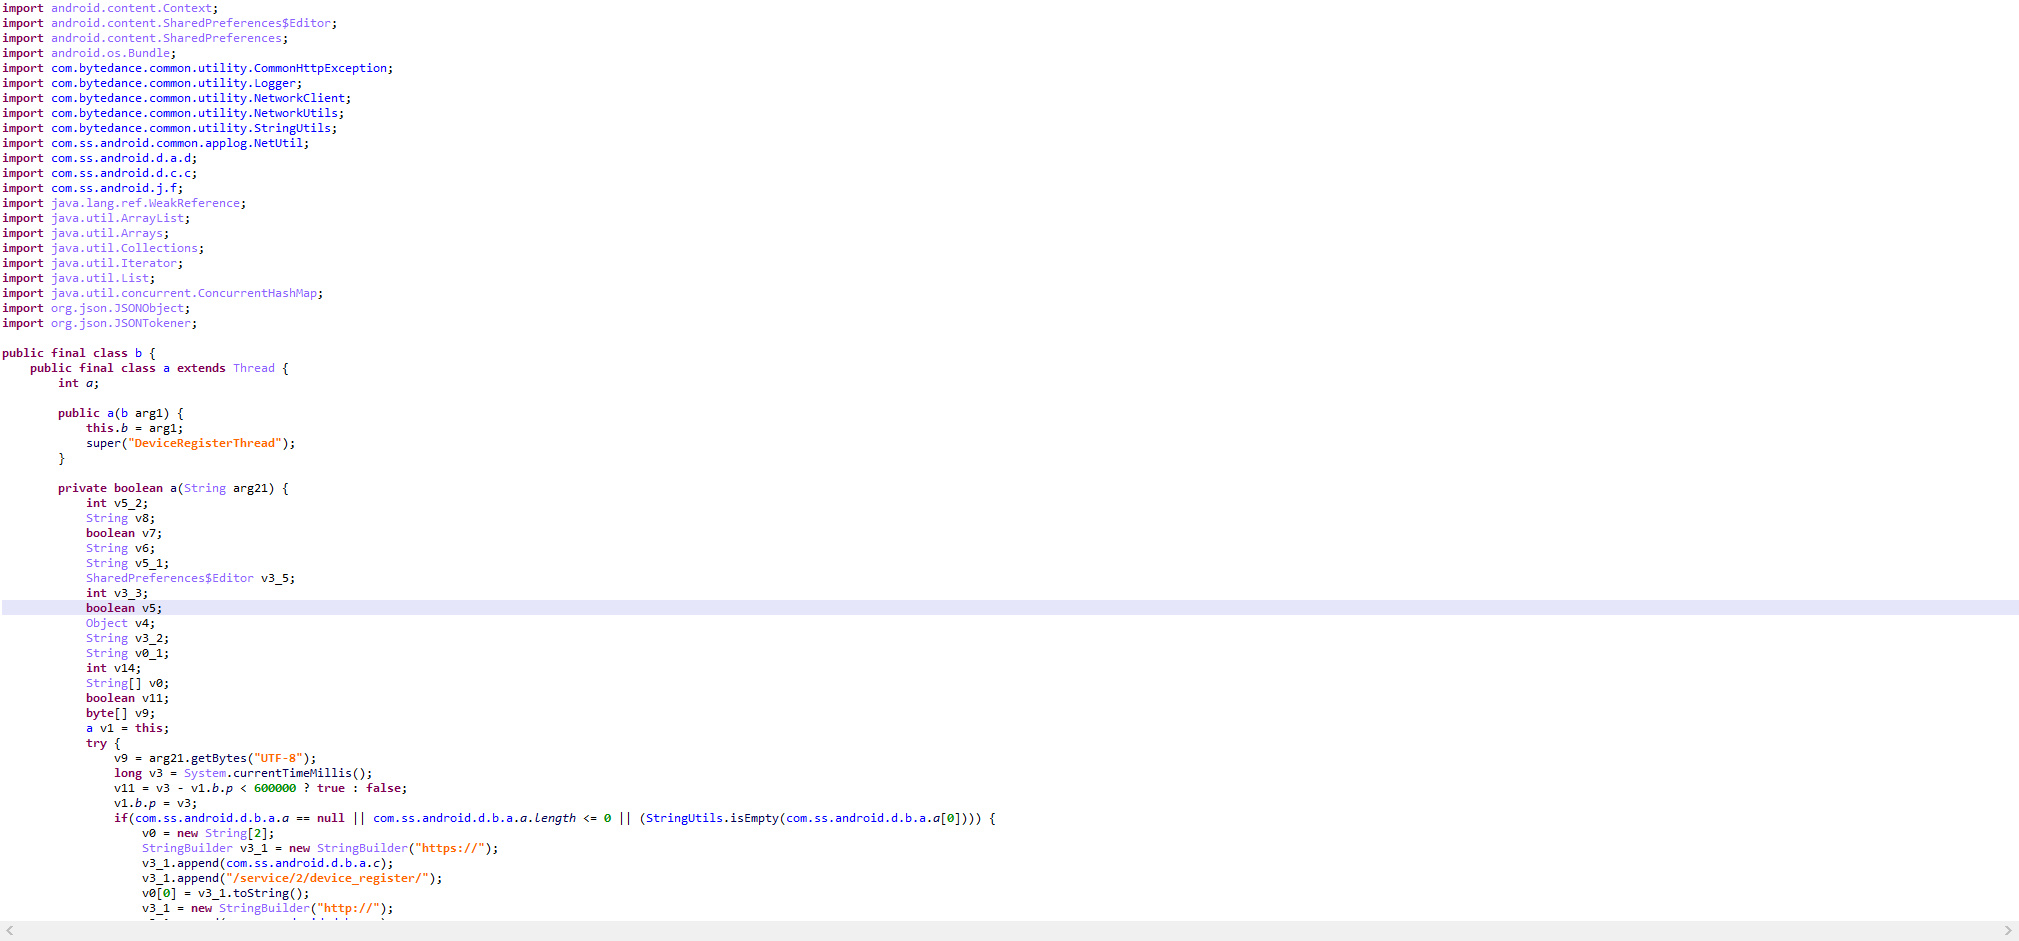 import android.content.Context;
import android.content.SharedPreferences$Editor;
import android.content.SharedPreferences;
import android.os.Bundle;
import com.bytedance.common.utility.CommonHttpException;
import com.bytedance.common.utility.Logger;
import com.bytedance.common.utility.NetworkClient;
import com.bytedance.common.utility.NetworkUtils;
import com.bytedance.common.utility.StringUtils;
import com.ss.android.common.applog.NetUtil;
import com.ss.android.d.a.d;
import com.ss.android.d.c.c;
import com.ss.android.j.f;
import java.lang.ref.WeakReference;
import java.util.ArrayList;
import java.util.Arrays;
import java.util.Collections;
import java.util.Iterator;
import java.util.List;
import java.util.concurrent.ConcurrentHashMap;
import org.json.JSONObject;
import org.json.JSONTokener;
public final class b {
public final class a extends Thread {
int a;
public a(b arg1) {
this.b = arg1;
super("DeviceRegisterThread");
}
private boolean a(String arg21) {
int v5_2;
String v8;
boolean v7;
String v6;
String v5_1;
SharedPreferences$Editor v3_5;
int v3_3;
boolean v5;
Object v4;
String v3_2;
String v0_1;
int v14;
String[] v0;
boolean v11;
byte[] v9;
a v1 = this;
try {
v9 = arg21.getBytes("UTF-8");
long v3 = System.currentTimeMillis();
v11 = v3 - v1.b.p < 600000 ? true : false;
v1.b.p = v3;
if(com.ss.android.d.b.a.a == null || com.ss.android.d.b.a.a.length <= 0 || (StringUtils.isEmpty(com.ss.android.d.b.a.a[0]))) {
v0 = new String[2];
StringBuilder v3_1 = new StringBuilder("https://");
v3_1.append(com.ss.android.d.b.a.c);
v3_1.append("/service/2/device_register/");
v0[0] = v3_1.toString();
v3_1 = new StringBuilder("http://");